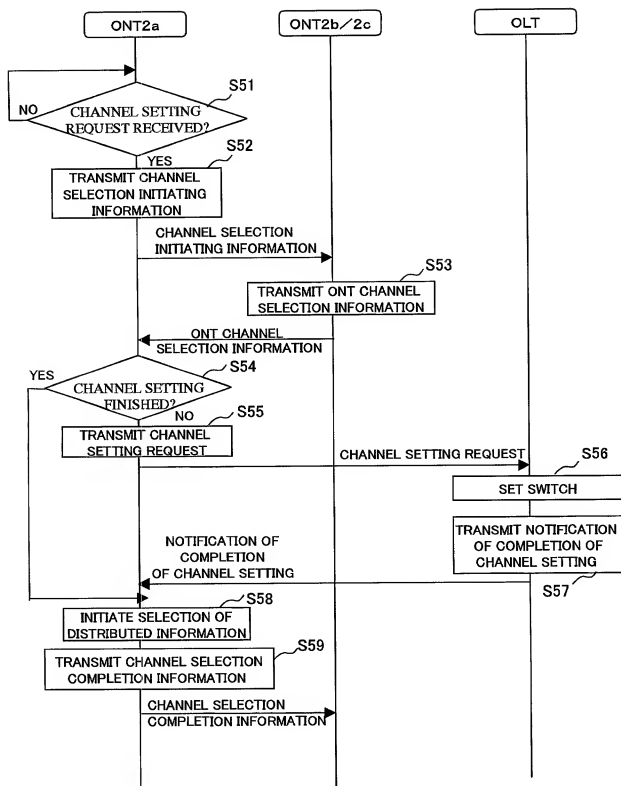 ONT2a
ONT2b/2c
OLT
S51
NO
CHANNEL SETTING
REQUEST RECEIVED?
YES
S52
TRANSMIT CHANNEL
SELECTION INITIATING
INFORMATION
CHANNEL SELECTION
INITIATING INFORMATION
S53
TRANSMIT ONT CHANNEL
SELECTION INFORMATION
ONT CHANNEL
SELECTION INFORMATION
S54
YES
CHANNEL SETTING
FINISHED?
NO
S55
TRANSMIT CHANNEL
SETTING REQUEST
CHANNEL SETTING REQUEST
S56
SET SWITCH
TRANSMIT NOTIFICATION
OF COMPLETION OF
CHANNEL SETTING
S57
NOTIFICATION OF
COMPLETION
OF CHANNEL SETTING
S58
INITIATE SELECTION OF
DISTRIBUTED INFORMATION
S59
TRANSMIT CHANNEL SELECTION
COMPLETION INFORMATION
CHANNEL SELECTION
COMPLETION INFORMATION